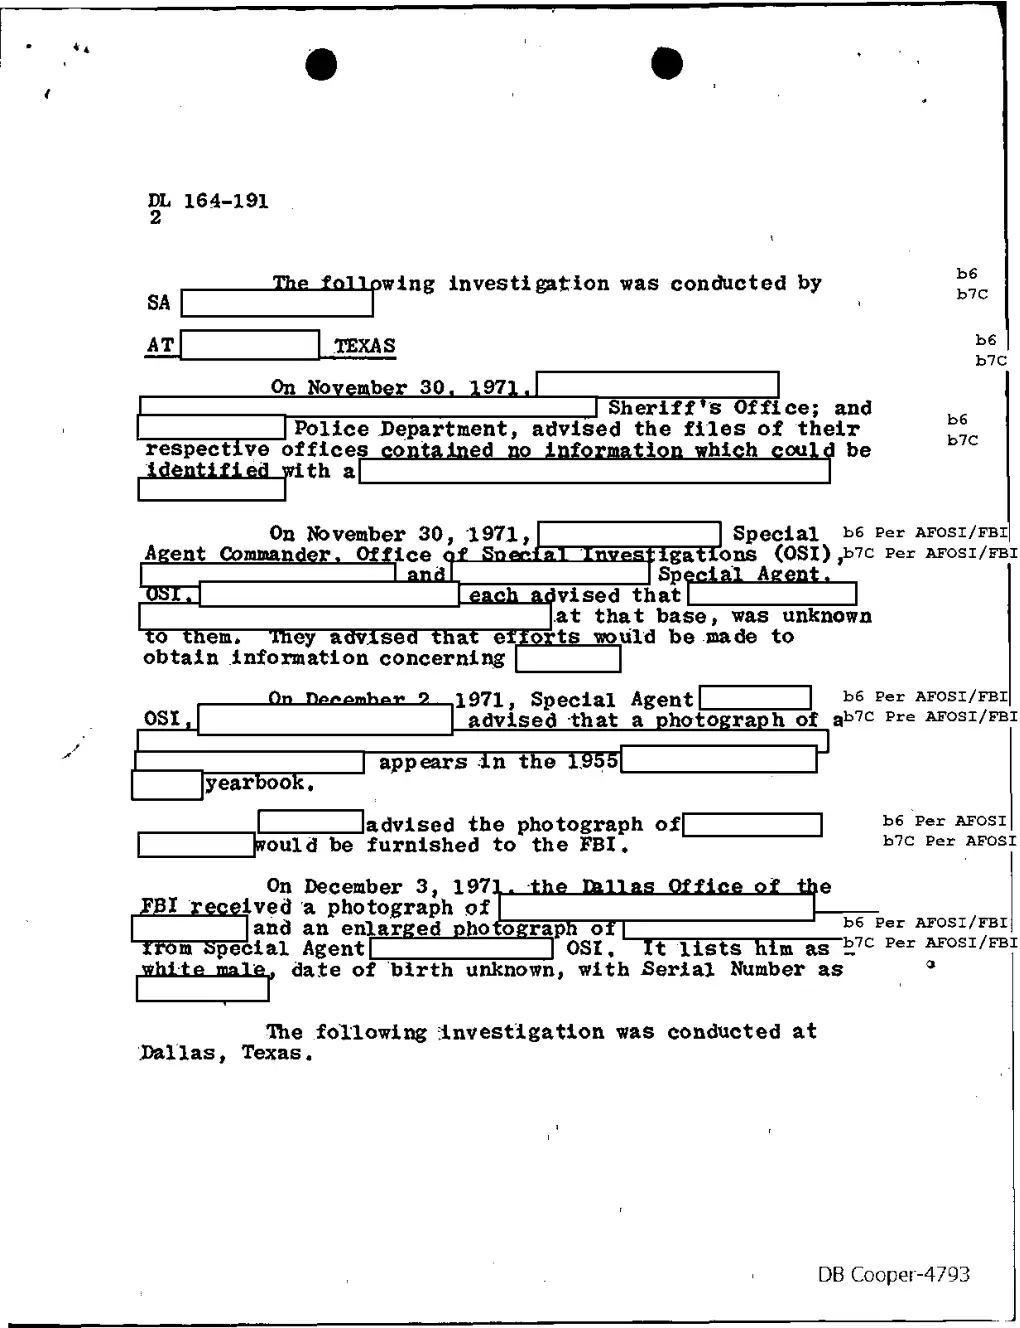 DL 164-191
2
The following investigation was conducted by
b6
SA
b7C
AT TEXAS
b6
b7C
On November 30, 1971,
Sheriff's Office; and
b6
Police Department, advised the files of their
b7C
respective offices contained no information which could be
identified with a
On November 30, 1971, Special
b6 Per AFOSI/FBI
Agent Commander, Office of Special Investigations (OSI),
b7C Per AFOSI/FBI
and Special Agent,
OSI, each advised that
at that base, was unknown
to them. They advised that efforts would be made to
obtain information concerning
On December 2, 1971, Special Agent
b6 Per AFOSI/FBI
OSI, advised that a photograph of a
b7C Pre AFOSI/FBI
appears in the 1955
yearbook.
advised the photograph of
b6 Per AFOSI
would be furnished to the FBI.
b7C Per AFOSI
On December 3, 1971, the Dallas Office of the
FBI received a photograph of
and an enlarged photograph of
b6 Per AFOSI/FBI
from Special Agent OSI. It lists him as
b7C Per AFOSI/FBI
white male, date of birth unknown, with Serial Number as
The following investigation was conducted at
Dallas, Texas.
DB Cooper-4793